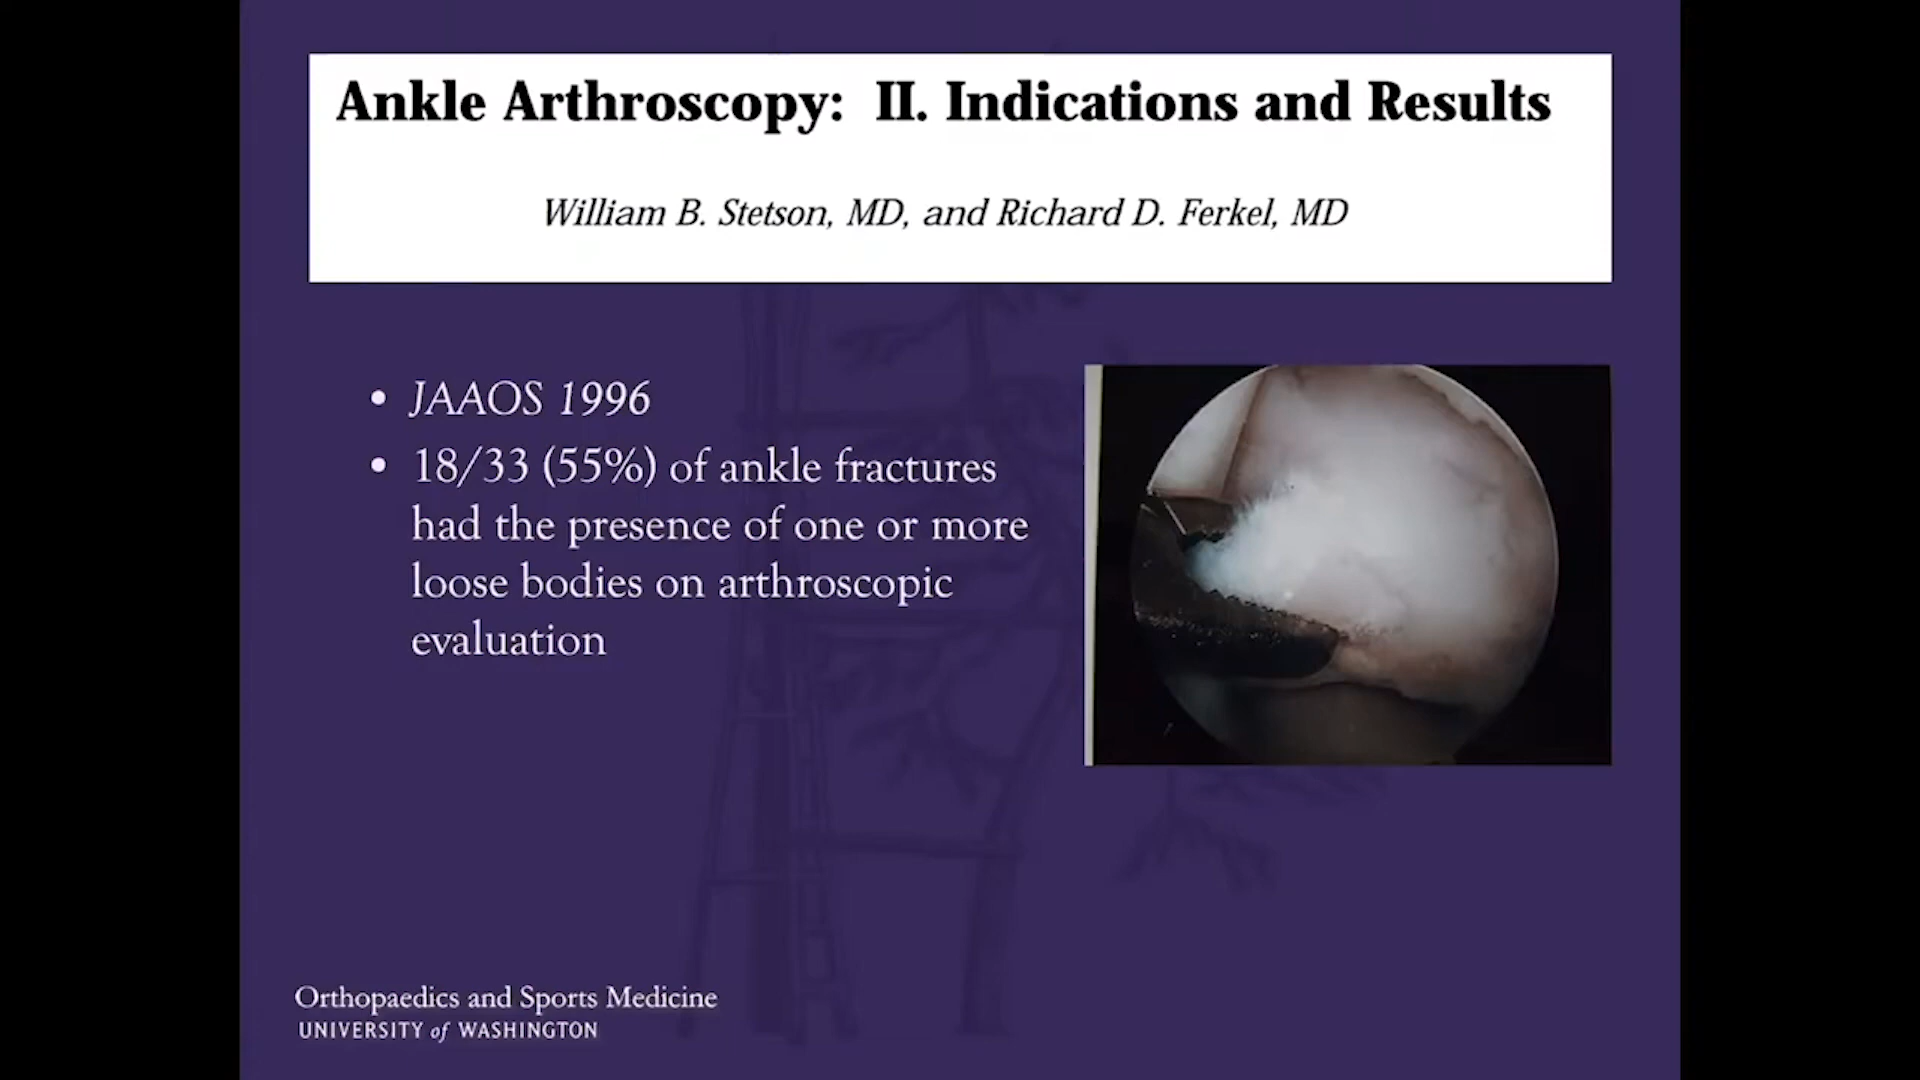 Ankle Arthroscopy: II. Indications and Results
William B. Stetson, MD, and Richard D. Ferkel, MD
• JAAOS 1996
• 18/33 (55%) of ankle fractures
had the presence of one or more
loose bodies on arthroscopic
evaluation
Orthopaedics and Sports Medicine
UNIVERSITY of WASHINGTON